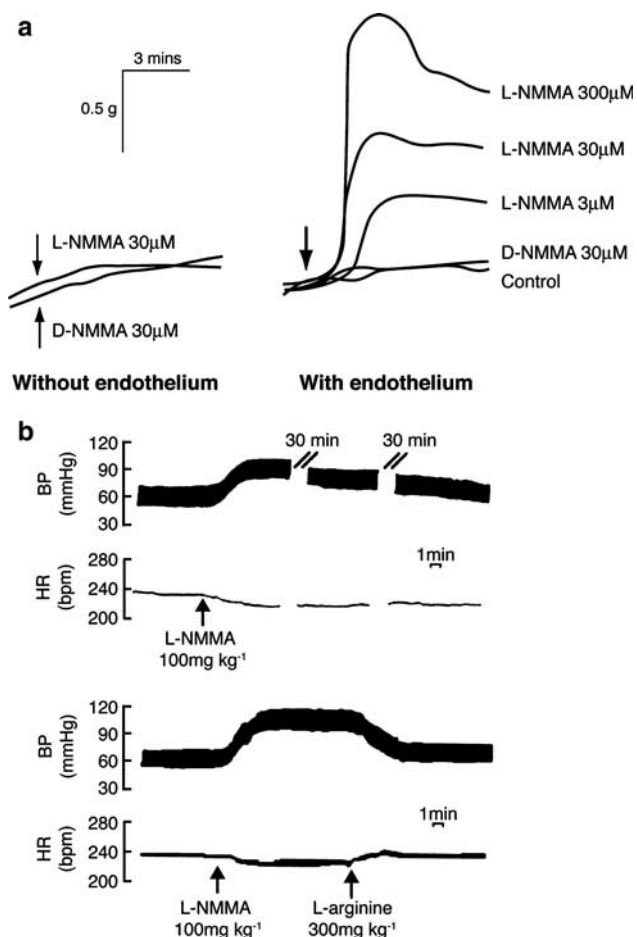 a
3 mins
0.5 g
L-NMMA 300µM
L-NMMA 30µM
L-NMMA 3µM
D-NMMA 30µM
Control
L-NMMA 30µM
D-NMMA 30µM
Without endothelium
With endothelium
b
30 min
30 min
120
90
60
30
BP
(mmHg)
1min
280
240
200
HR
(bpm)
L-NMMA
100mg kg⁻¹
120
90
60
30
BP
(mmHg)
1min
280
240
200
HR
(bpm)
L-NMMA
100mg kg⁻¹
L-arginine
300mg kg⁻¹